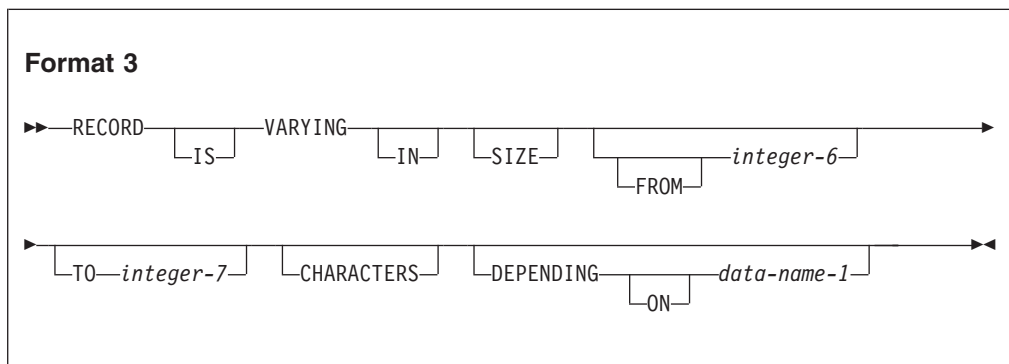 Format 3
RECORD IS VARYING IN SIZE FROM integer-6
TO integer-7 CHARACTERS DEPENDING ON data-name-1